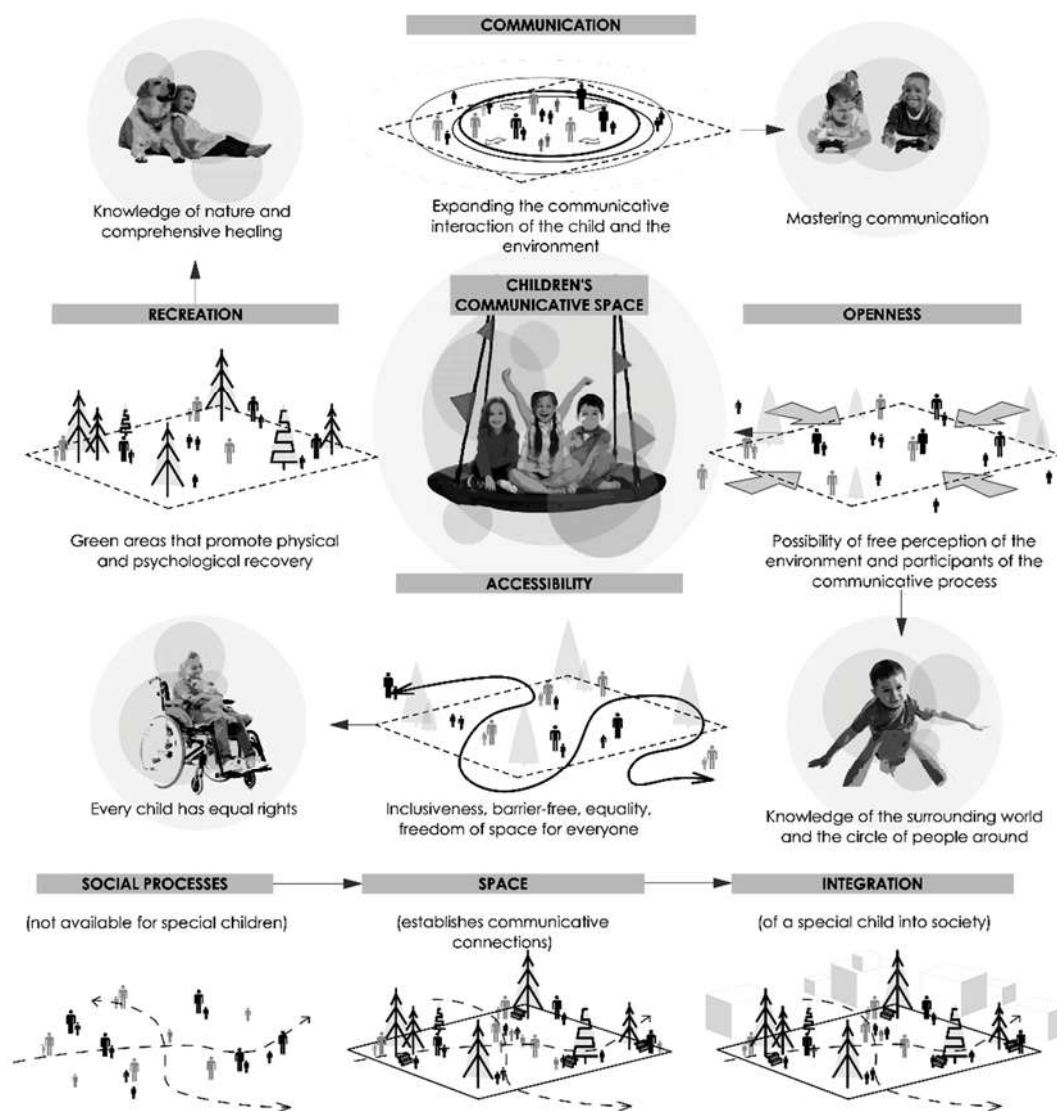 COMMUNICATION
Expanding the communicative
interaction of the child and the
environment
Knowledge of nature and
comprehensive healing
Mastering communication
CHILDREN'S
COMMUNICATIVE SPACE
RECREATION
Green areas that promote physical
and psychological recovery
OPENNESS
Possibility of free perception of the
environment and participants of the
communicative process
ACCESSIBILITY
Inclusiveness, barrier-free, equality,
freedom of space for everyone
Every child has equal rights
Knowledge of the surrounding world
and the circle of people around
SOCIAL PROCESSES
(not available for special children)
SPACE
(establishes communicative
connections)
INTEGRATION
(of a special child into society)